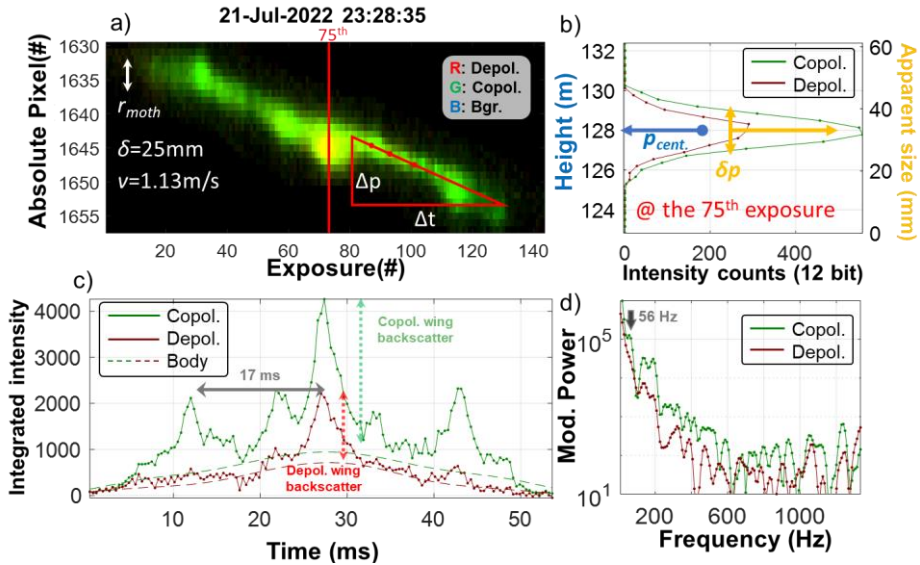 21-Jul-2022 23:28:35
a)
75th
Absolute Pixel(#)
1630
1635
1640
1645
1650
1655
r_moth
δ=25mm
v=1.13m/s
R: Depol.
G: Copol.
B: Bgr.
Δp
Δt
20
40
60
80
100
120
140
Exposure(#)
b)
Height (m)
132
130
128
126
124
Copol.
Depol.
p_cent.
δp
@ the 75th exposure
Apparent size (mm)
60
40
20
0
0
200
400
Intensity counts (12 bit)
c)
Integrated intensity
4000
3000
2000
1000
0
Copol.
Depol.
Body
17 ms
Copol. wing
backscatter
Depol. wing
backscatter
10
20
30
40
50
Time (ms)
d)
Mod. Power
10^5
10^1
56 Hz
Copol.
Depol.
200
600
1000
Frequency (Hz)